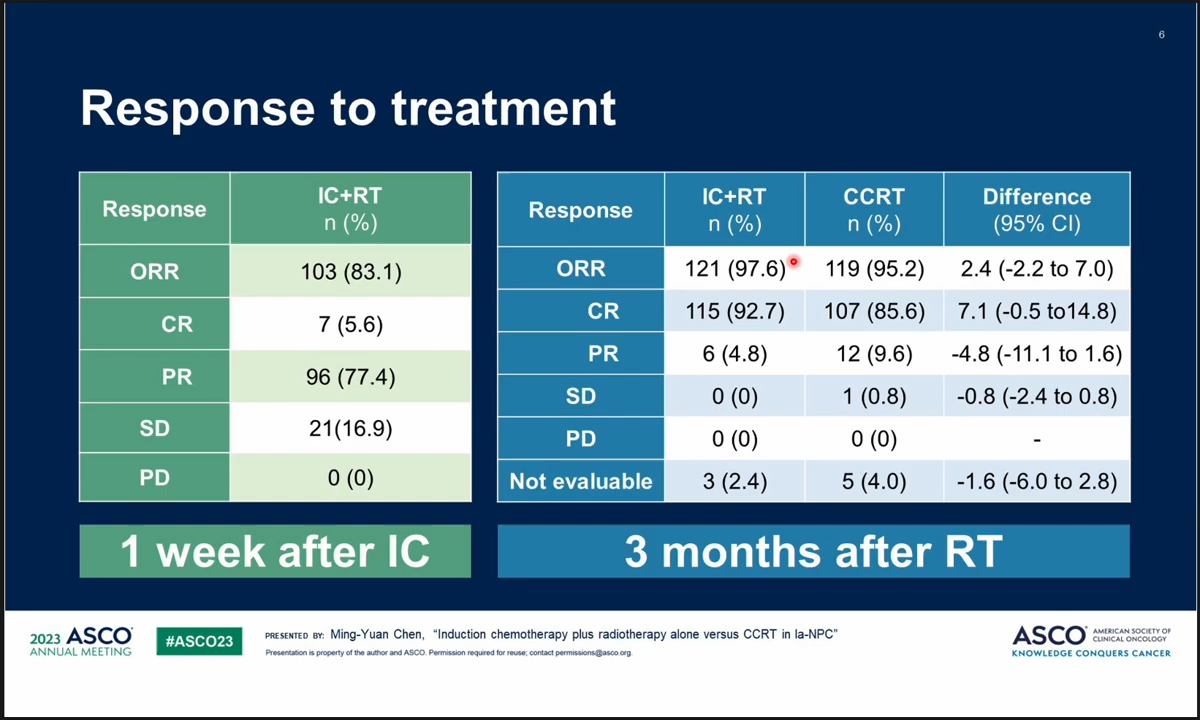 6
Response to treatment
Response IC+RT n (%)
ORR 103 (83.1)
CR 7 (5.6)
PR 96 (77.4)
SD 21(16.9)
PD 0 (0)
1 week after IC
Response IC+RT n (%) CCRT n (%) Difference (95% CI)
ORR 121 (97.6) 119 (95.2) 2.4 (-2.2 to 7.0)
CR 115 (92.7) 107 (85.6) 7.1 (-0.5 to14.8)
PR 6 (4.8) 12 (9.6) -4.8 (-11.1 to 1.6)
SD 0 (0) 1 (0.8) -0.8 (-2.4 to 0.8)
PD 0 (0) 0 (0) -
Not evaluable 3 (2.4) 5 (4.0) -1.6 (-6.0 to 2.8)
3 months after RT
2023 ASCO
ANNUAL MEETING
#ASCO23
PRESENTED BY: Ming-Yuan Chen, “Induction chemotherapy plus radiotherapy alone versus CCRT in la-NPC”
Presentation is property of the author and ASCO. Permission required for reuse; contact permissions@asco.org.
ASCO AMERICAN SOCIETY OF
CLINICAL ONCOLOGY
KNOWLEDGE CONQUERS CANCER